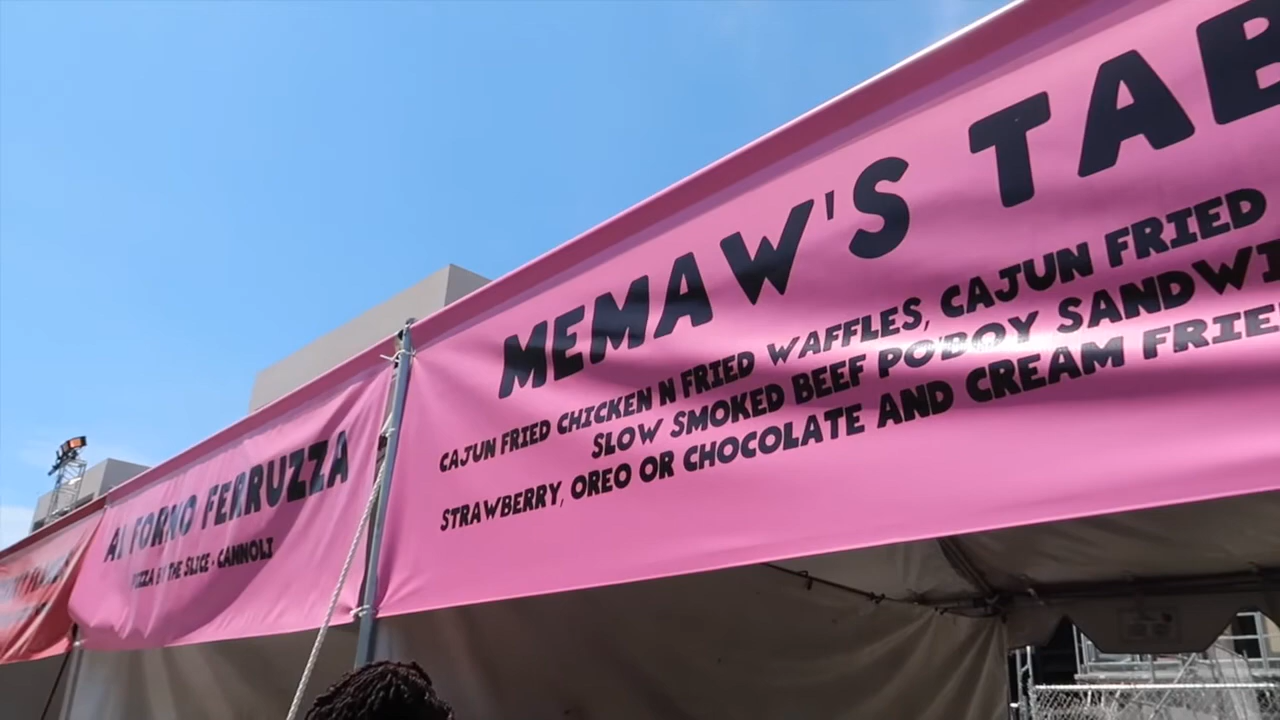 MEMAW'S TAB
CAJUN FRIED CHICKEN N FRIED WAFFLES, CAJUN FRIED
SLOW SMOKED BEEF PO'BOY SANDWI
STRAWBERRY, OREO OR CHOCOLATE AND CREAM FRIE
AI FORNO FERRUZZA
PIZZA BY THE SLICE - CANNOLI